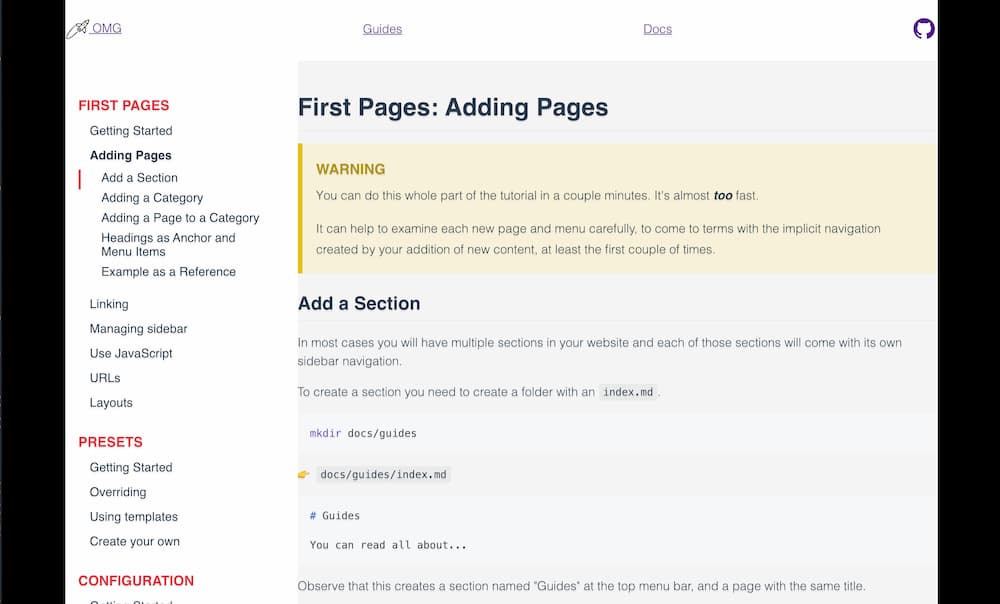 OMG
Guides
Docs
FIRST PAGES
Getting Started
Adding Pages
Add a Section
Adding a Category
Adding a Page to a Category
Headings as Anchor and
Menu Items
Example as a Reference
Linking
Managing sidebar
Use JavaScript
URLs
Layouts
PRESETS
Getting Started
Overriding
Using templates
Create your own
CONFIGURATION
Getting Started
First Pages: Adding Pages
WARNING
You can do this whole part of the tutorial in a couple minutes. It's almost too fast.
It can help to examine each new page and menu carefully, to come to terms with the implicit navigation
created by your addition of new content, at least the first couple of times.
Add a Section
In most cases you will have multiple sections in your website and each of those sections will come with its own
sidebar navigation.
To create a section you need to create a folder with an index.md .
mkdir docs/guides
👉 docs/guides/index.md
# Guides
You can read all about...
Observe that this creates a section named "Guides" at the top menu bar, and a page with the same title.